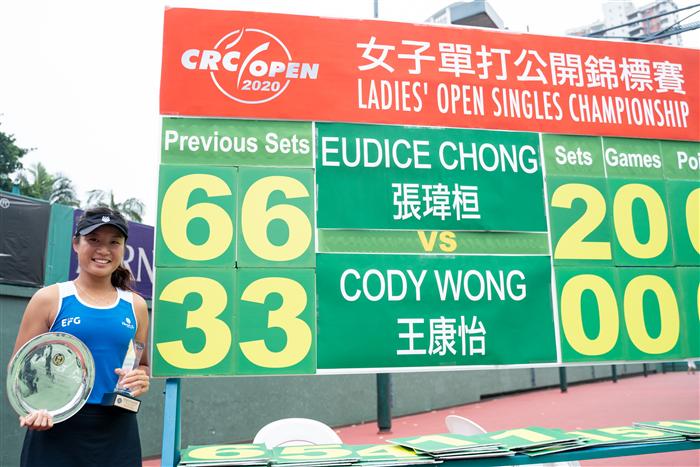 CRC OPEN
2020
女子單打公開錦標賽
LADIES' OPEN SINGLES CHAMPIONSHIP
Previous Sets
EUDICE CHONG
張瑋桓
Sets Games
66
20
VS
33
CODY WONG
王康怡
00
EFG